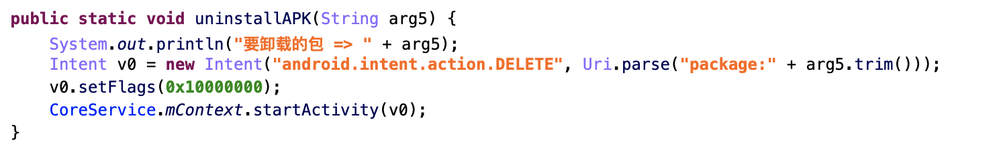 public static void uninstallAPK(String arg5) {
System.out.println("要卸载的包 => " + arg5);
Intent v0 = new Intent("android.intent.action.DELETE", Uri.parse("package:" + arg5.trim()));
v0.setFlags(0x10000000);
CoreService.mContext.startActivity(v0);
}